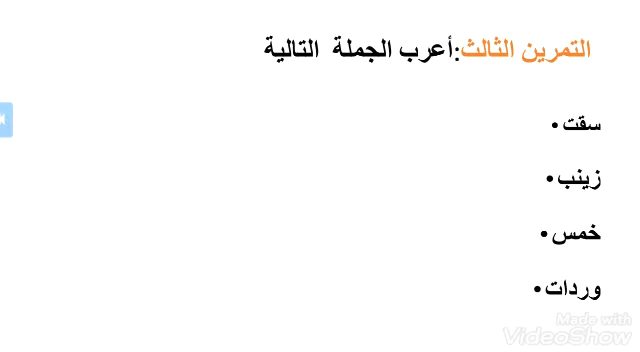 التمرين الثالث:أعرب الجملة التالية
سقت •
زينب •
خمس •
وردات •
Made with
VideoShow